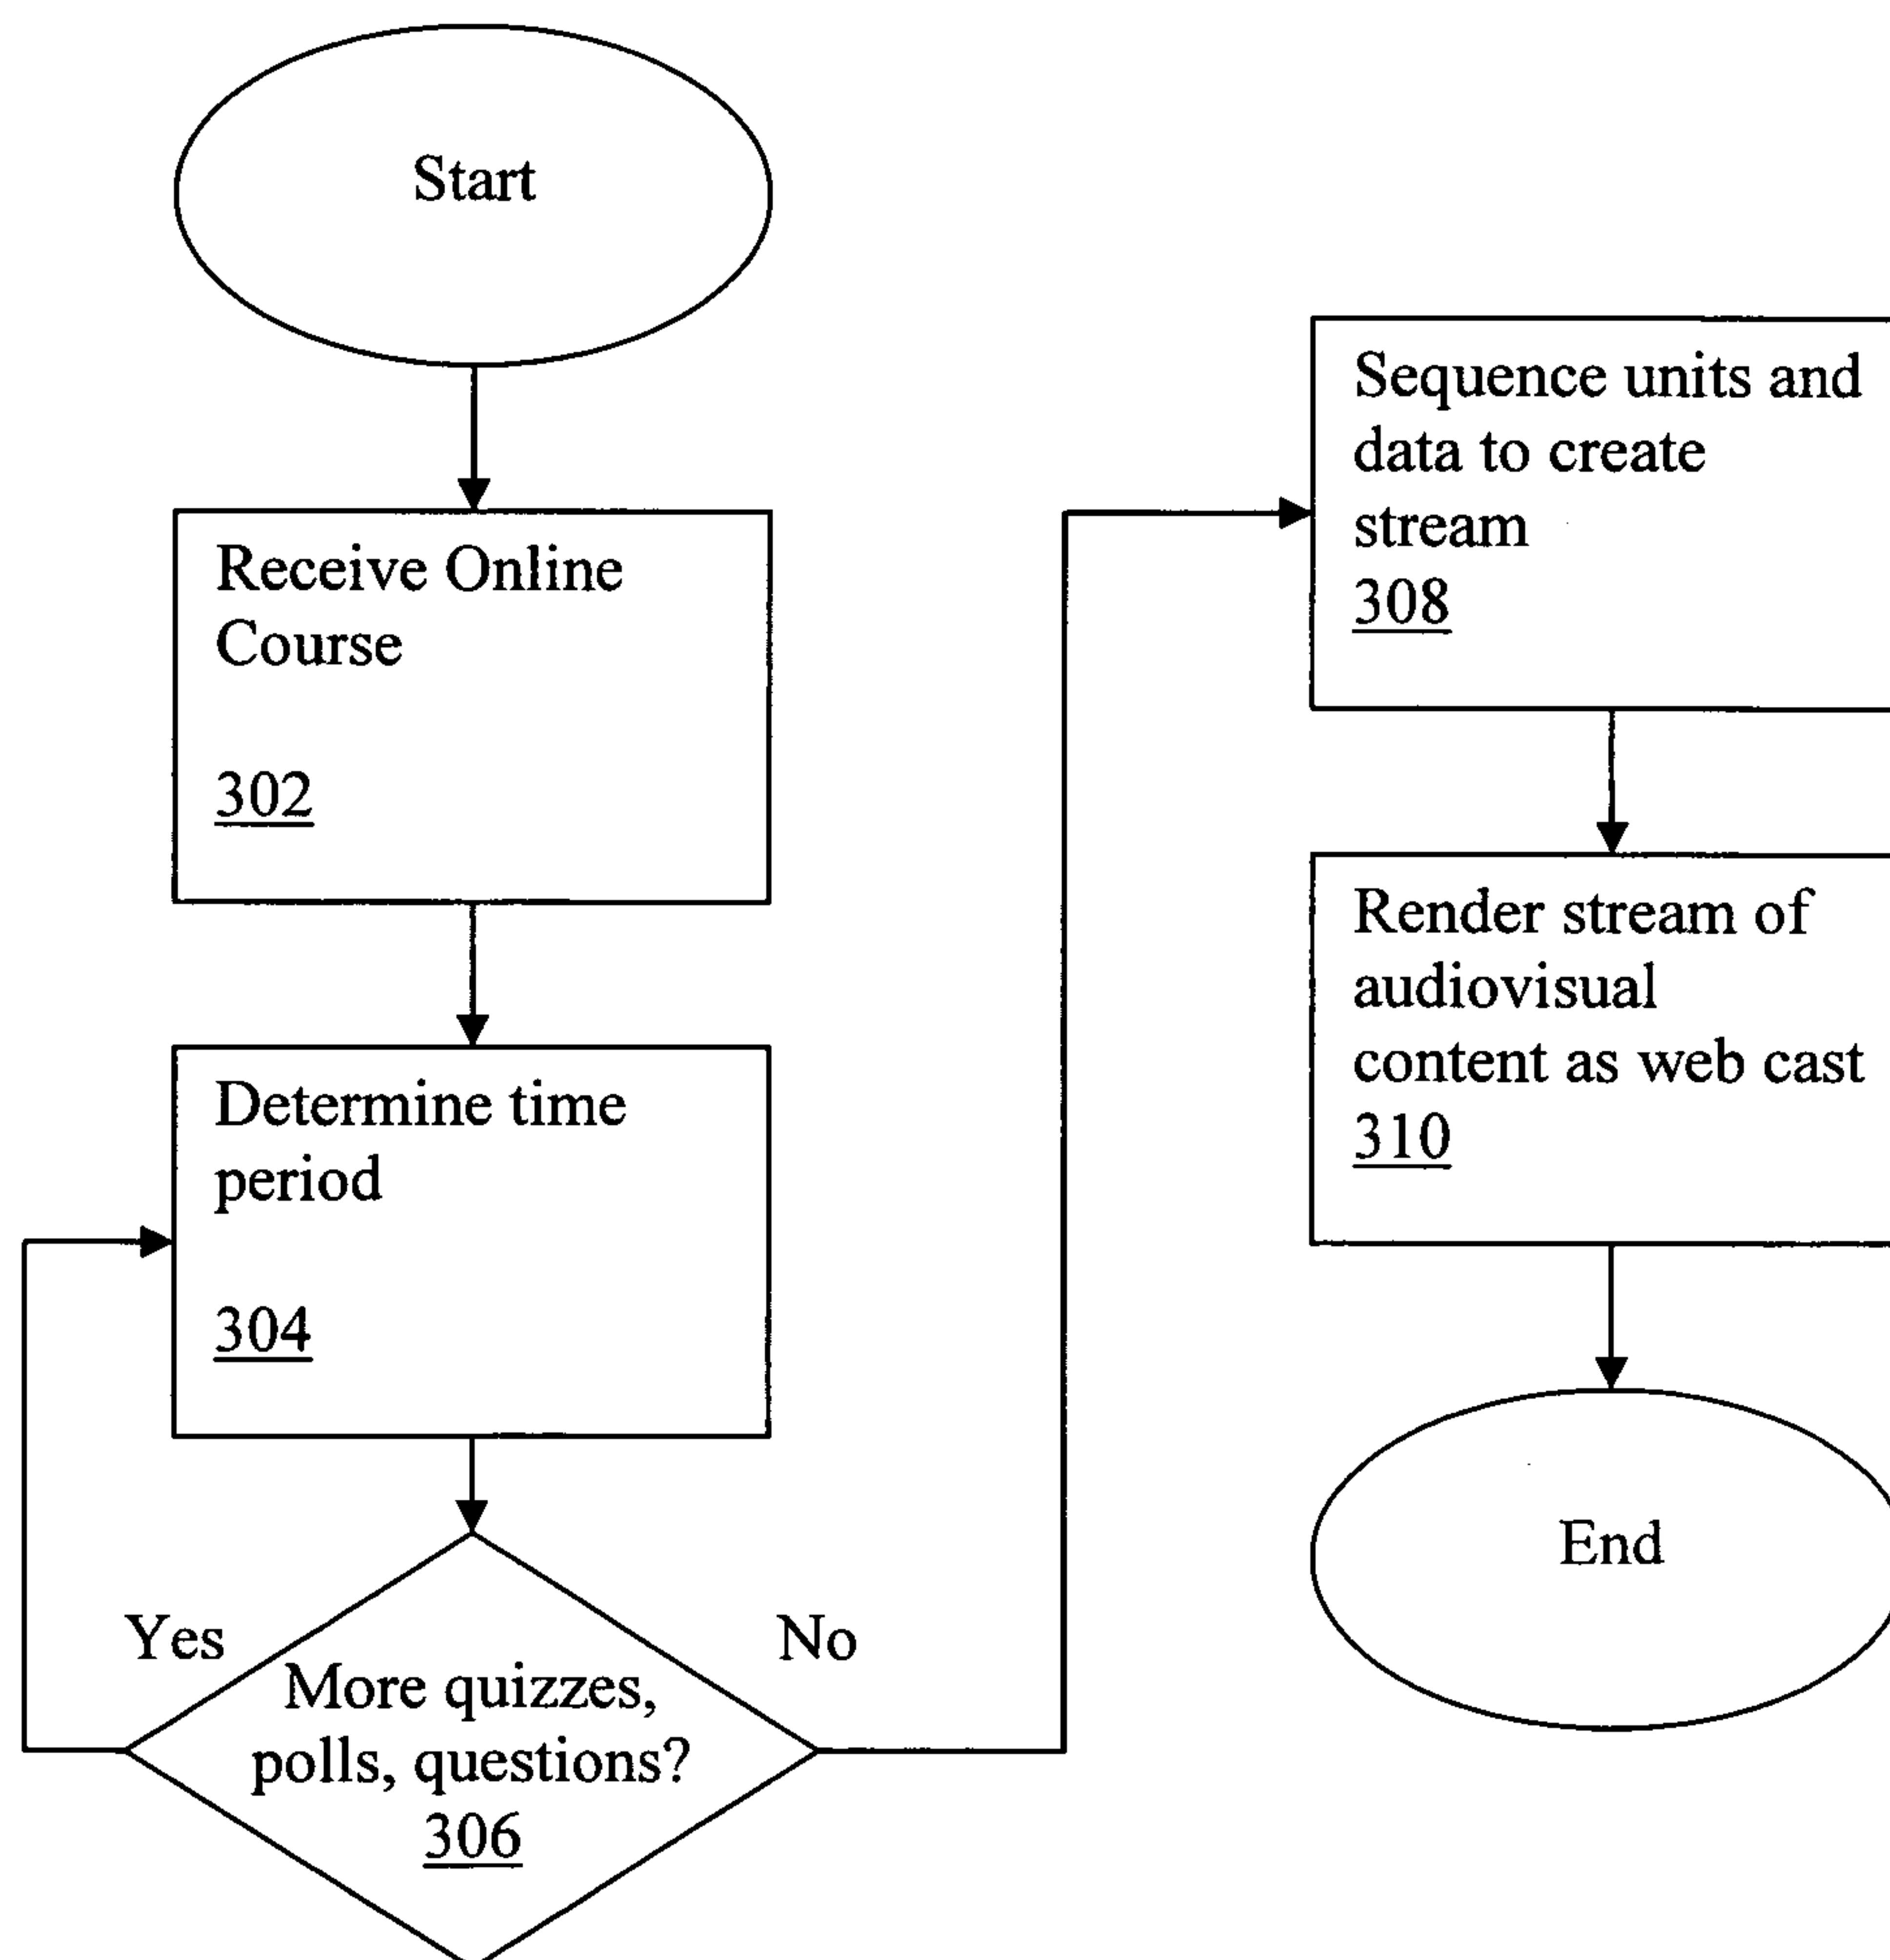 Start
Receive Online
Course
302
Determine time
period
304
Yes
No
More quizzes,
polls, questions?
306
Sequence units and
data to create
stream
308
Render stream of
audiovisual
content as web cast
310
End